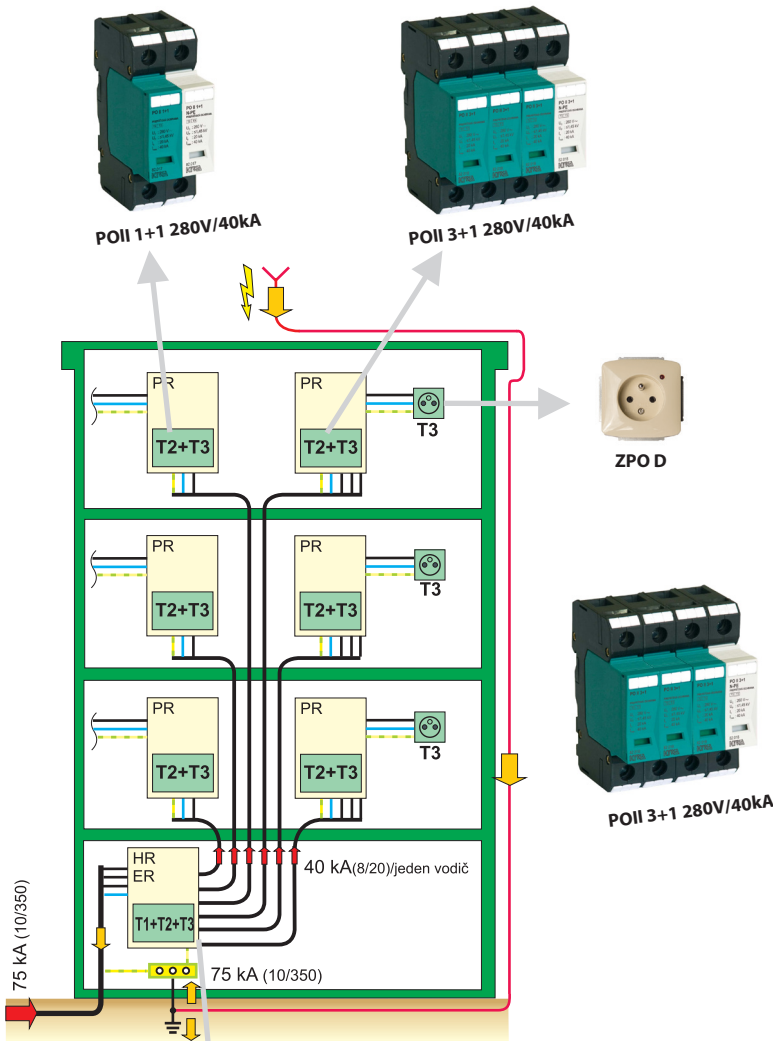 POII 1+1 280V/40kA
POII 3+1 280V/40kA
PR
T2+T3
PR
T2+T3
T3
ZPO D
PR
T2+T3
PR
T2+T3
T3
PR
T2+T3
PR
T2+T3
T3
POII 3+1 280V/40kA
HR
ER
T1+T2+T3
40 kA(8/20)/jeden vodič
75 kA (10/350)
75 kA (10/350)